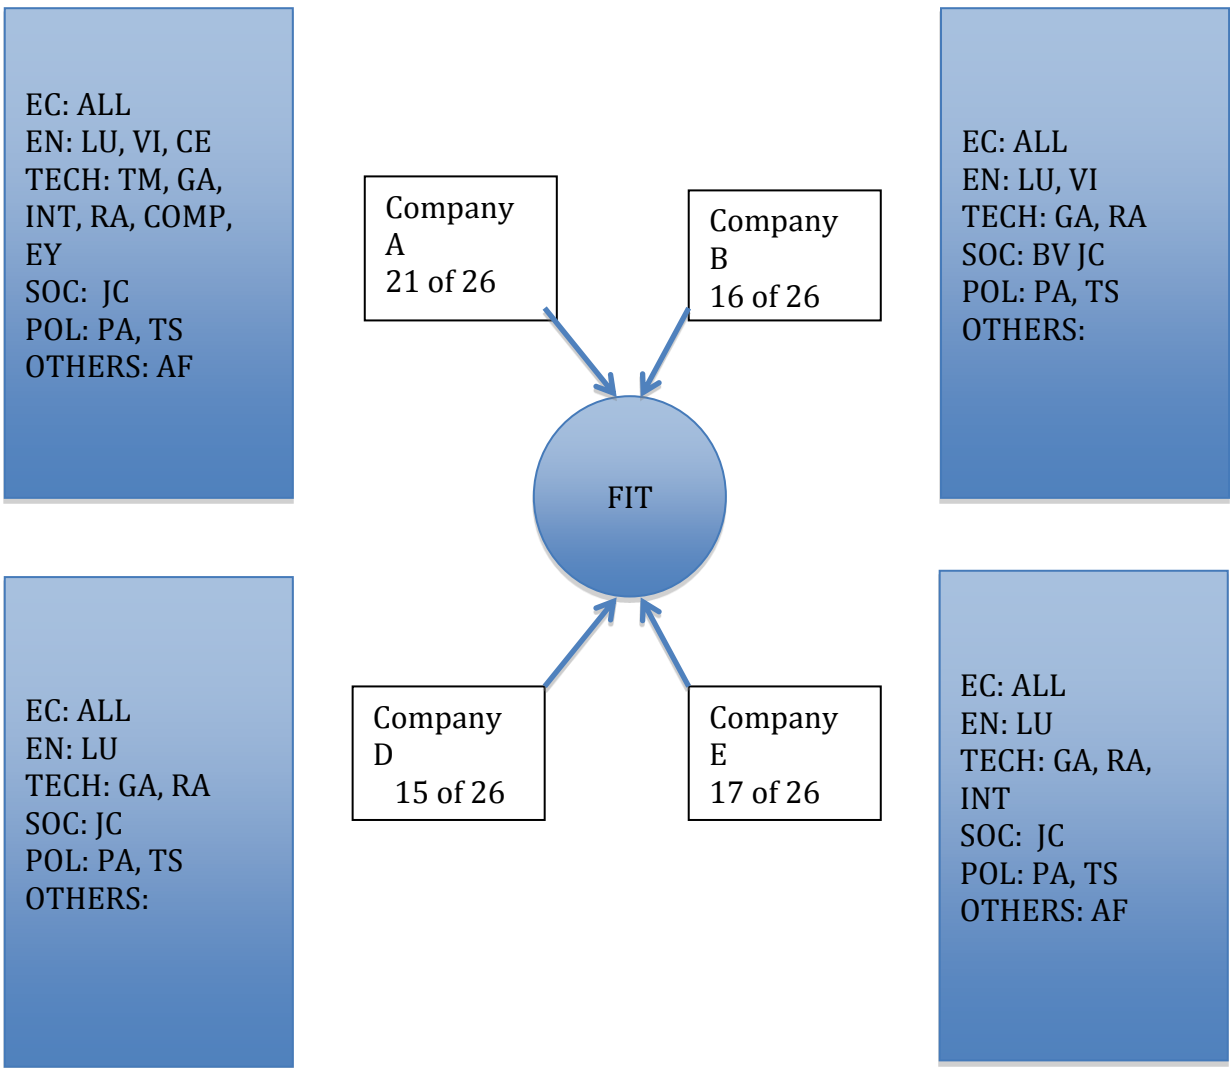 EC: ALL
EN: LU, VI, CE
TECH: TM, GA,
INT, RA, COMP,
EY
SOC:  JC
POL: PA, TS
OTHERS: AF
Company
A
21 of 26
Company
B
16 of 26
EC: ALL
EN: LU, VI
TECH: GA, RA
SOC: BV JC
POL: PA, TS
OTHERS:
FIT
EC: ALL
EN: LU
TECH: GA, RA
SOC: JC
POL: PA, TS
OTHERS:
Company
D
15 of 26
Company
E
17 of 26
EC: ALL
EN: LU
TECH: GA, RA,
INT
SOC:  JC
POL: PA, TS
OTHERS: AF